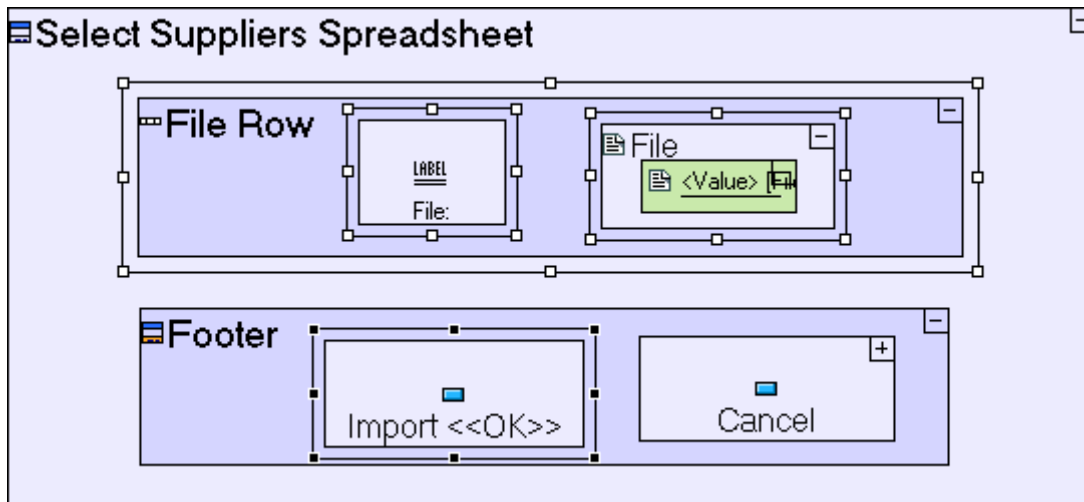 Select Suppliers Spreadsheet
File Row
LABEL
File:
File
<Value>
Footer
Import <<OK>>
Cancel